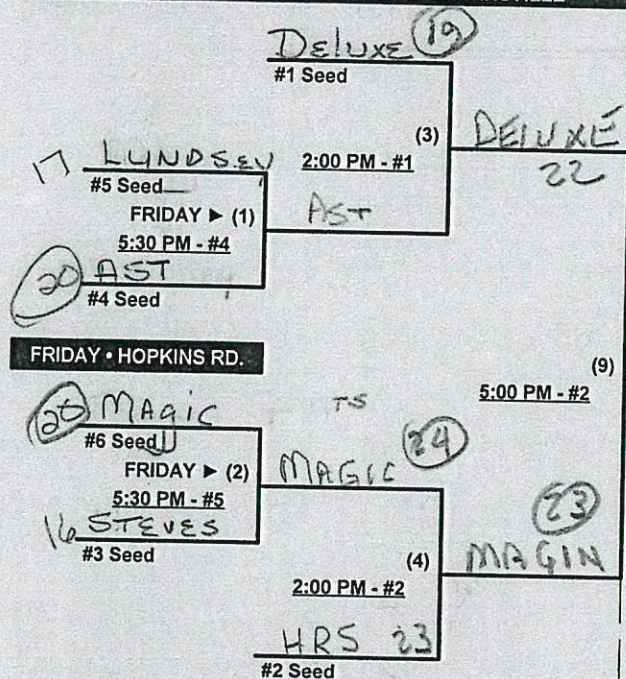 Deluxe 19
#1 Seed
(3)
2:00 PM - #1
DELUXE
22
17 LYNDSEY
#5 Seed
FRIDAY ► (1)
5:30 PM - #4
AST
20 AST
#4 Seed
FRIDAY • HOPKINS RD.
(9)
5:00 PM - #2
MAgic
#6 Seed
TS
FRIDAY ► (2)
5:30 PM - #5
MAGIC 24
16 STEVES
#3 Seed
23
MAGIN
(4)
2:00 PM - #2
HRS 23
#2 Seed